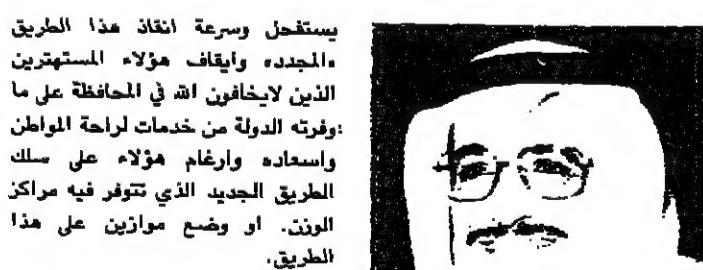 يستفحل وسرعة انقاذ هذا الطريق
«المجدد» وايقاف هؤلاء المستهترين
الذين لايخافون الله في المحافظة على ما
وفرته الدولة من خدمات لراحة المواطن
واسعاده وارغام هؤلاء على سلك
الطريق الجديد الذي تتوفر فيه مراكز
الوزن. او وضع موازين على هذا
الطريق.